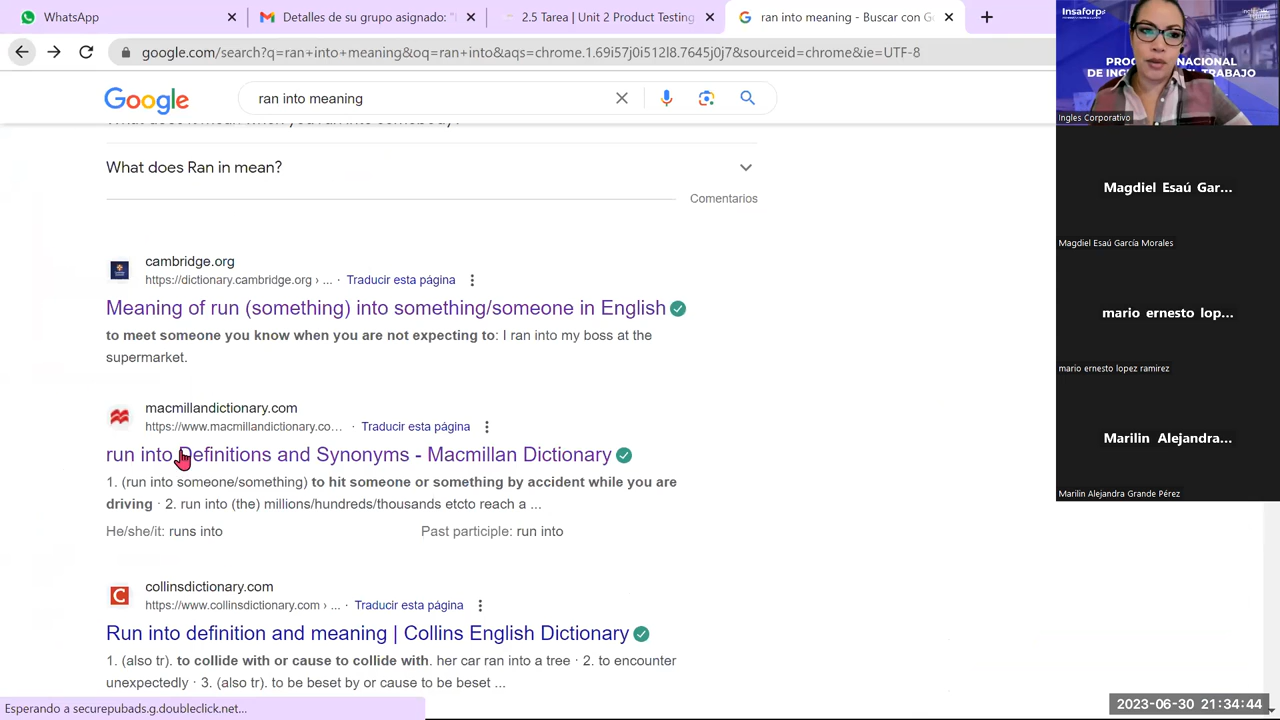 WhatsApp
Detalles de su grupo asignado: "I
2.5 Tarea | Unit 2 Product Testing
ran into meaning - Buscar con Go
google.com/search?q=ran+into+meaning&oq=ran+into&aqs=chrome.1.69i57j0i512l8.7645j0j7&sourceid=chrome&ie=UTF-8
Google
ran into meaning
What does Ran in mean?
Comentarios
cambridge.org
https://dictionary.cambridge.org › ... · Traducir esta página
Meaning of run (something) into something/someone in English
to meet someone you know when you are not expecting to: I ran into my boss at the
supermarket.
macmillandictionary.com
https://www.macmillandictionary.co... · Traducir esta página
run into Definitions and Synonyms - Macmillan Dictionary
1. (run into someone/something) to hit someone or something by accident while you are
driving · 2. run into (the) millions/hundreds/thousands etcto reach a ...
He/she/it: runs into Past participle: run into
collinsdictionary.com
https://www.collinsdictionary.com › ... · Traducir esta página
Run into definition and meaning | Collins English Dictionary
1. (also tr). to collide with or cause to collide with. her car ran into a tree · 2. to encounter
unexpectedly · 3. (also tr). to be beset by or cause to be beset ...
Esperando a securepubads.g.doubleclick.net...
Insaforp
Ingles Corporativo
Magdiel Esaú Gar...
Magdiel Esaú García Morales
mario ernesto lop...
mario ernesto lopez ramirez
Marilin Alejandra...
Marilin Alejandra Grande Pérez
2023-06-30 21:34:44